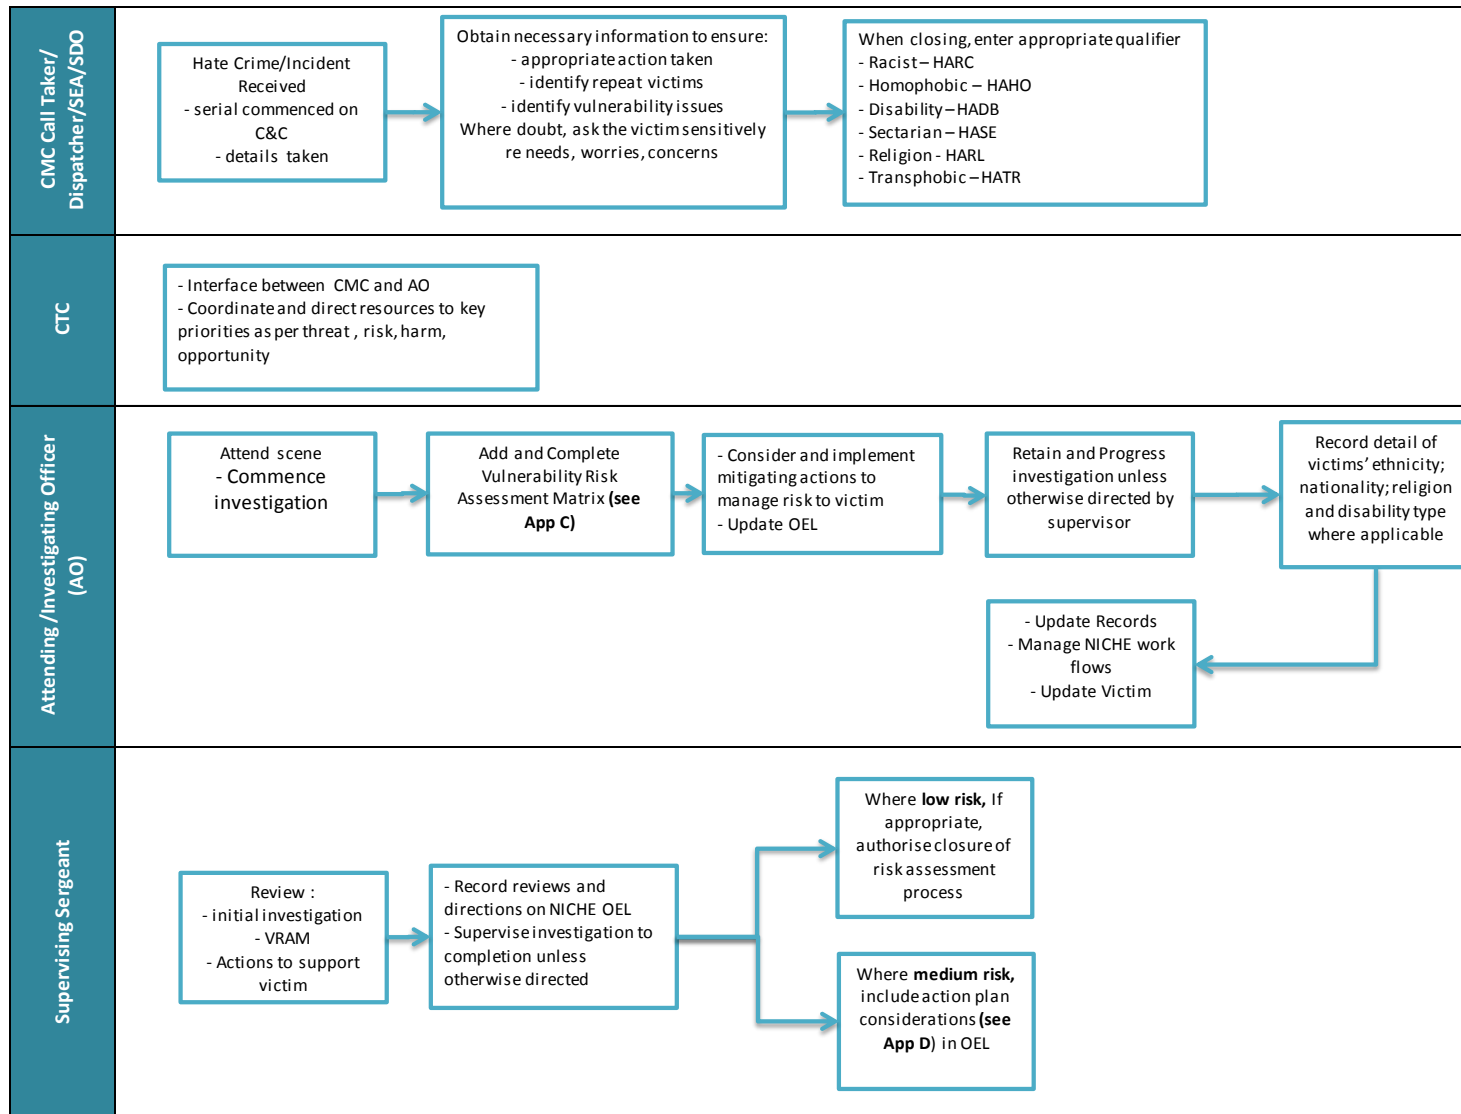 CMC Call Taker/
Dispatcher/SEA/SDO
Hate Crime/Incident
Received
- serial commenced on
C&C
- details taken
Obtain necessary information to ensure:
- appropriate action taken
- identify repeat victims
- identify vulnerability issues
Where doubt, ask the victim sensitively
re needs, worries, concerns
When closing, enter appropriate qualifier
- Racist – HARC
- Homophobic – HAHO
- Disability – HADB
- Sectarian – HASE
- Religion - HARL
- Transphobic – HATR
CTC
- Interface between CMC and AO
- Coordinate and direct resources to key
priorities as per threat , risk, harm,
opportunity
Attending /Investigating Officer
(AO)
Attend scene
- Commence
investigation
Add and Complete
Vulnerability Risk
Assessment Matrix (see
App C)
- Consider and implement
mitigating actions to
manage risk to victim
- Update OEL
Retain and Progress
investigation unless
otherwise directed by
supervisor
Record detail of
victims’ ethnicity;
nationality; religion
and disability type
where applicable
- Update Records
- Manage NICHE work
flows
- Update Victim
Supervising Sergeant
Review :
- initial investigation
- VRAM
- Actions to support
victim
- Record reviews and
directions on NICHE OEL
- Supervise investigation to
completion unless
otherwise directed
Where low risk, If
appropriate,
authorise closure of
risk assessment
process
Where medium risk,
include action plan
considerations (see
App D) in OEL